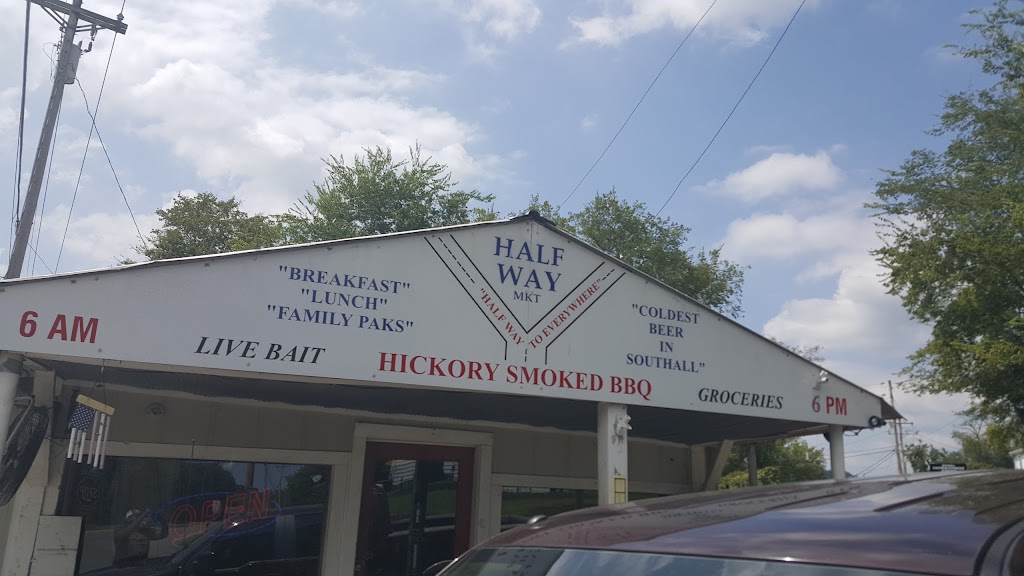 HALF
WAY
MKT
"HALF WAY TO EVERYWHERE"
"BREAKFAST"
"LUNCH"
"FAMILY PAKS"
"COLDEST
BEER
IN
SOUTHALL"
6 AM
LIVE BAIT
HICKORY SMOKED BBQ
GROCERIES
6 PM
OPEN